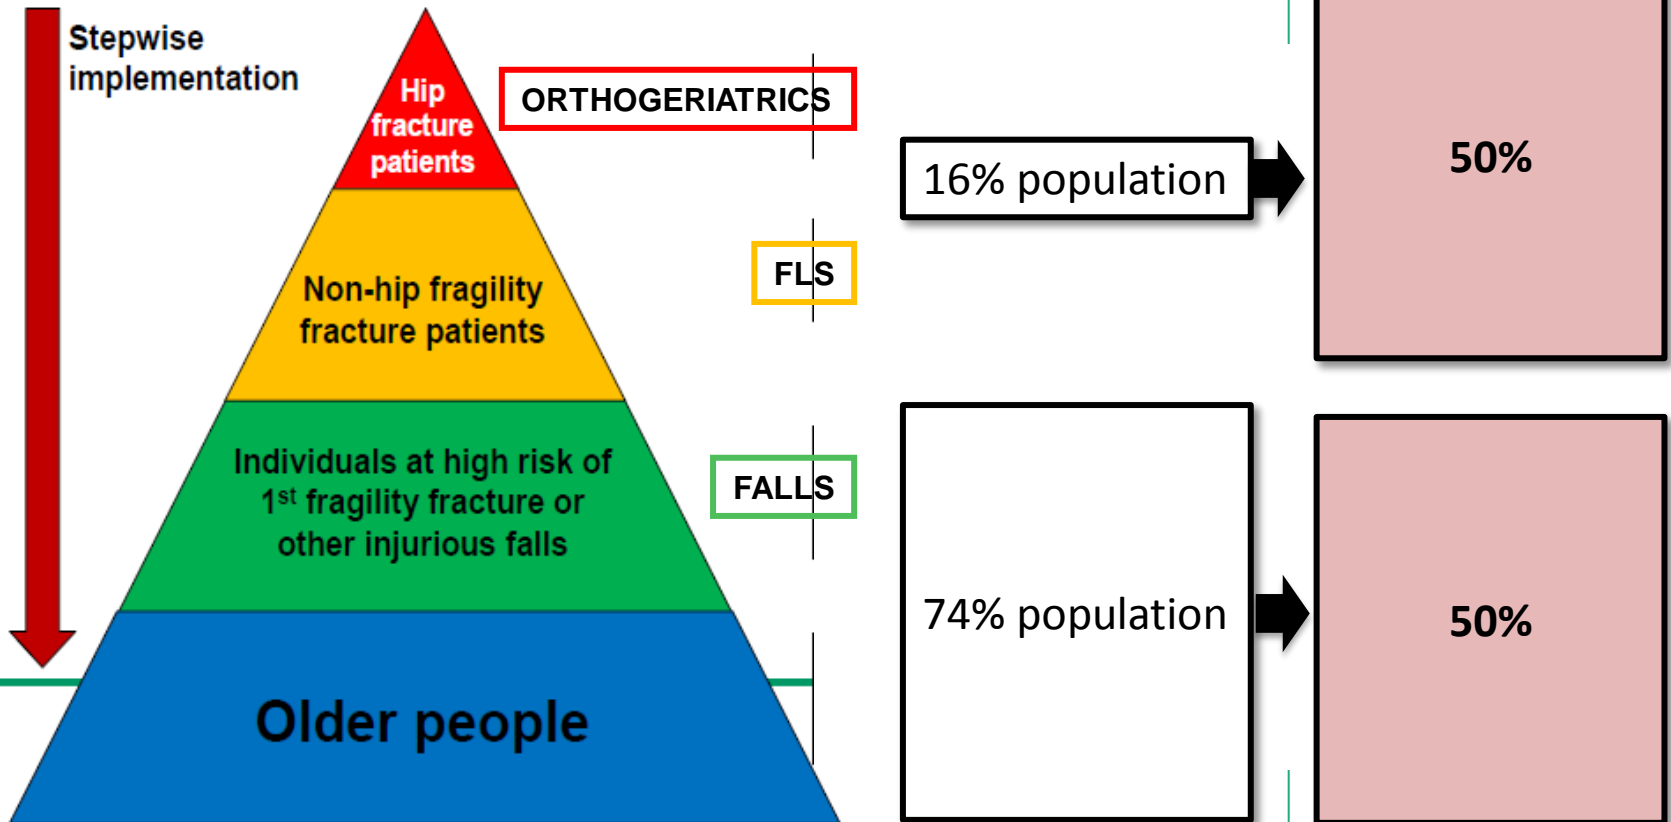 Stepwise
implementation
Hip
fracture
patients
ORTHOGERIATRICS
16% population
50%
Non-hip fragility
fracture patients
FLS
Individuals at high risk of
1st fragility fracture or
other injurious falls
FALLS
74% population
50%
Older people